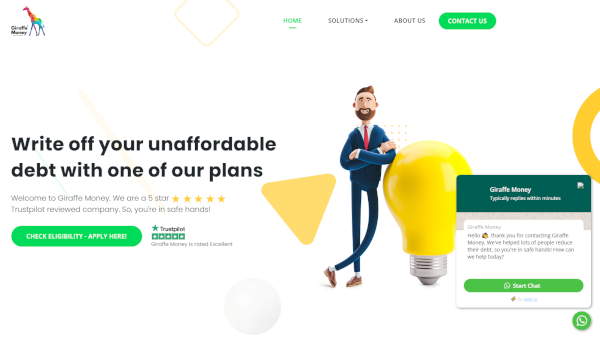 Giraffe
Money
HOME
SOLUTIONS
ABOUT US
CONTACT US
Write off your unaffordable
debt with one of our plans
Welcome to Giraffe Money. We are a 5 star
Trustpilot reviewed company. So, you're in safe hands!
CHECK ELIGIBILITY - APPLY HERE!
Trustpilot
Giraffe Money is rated Excellent
Giraffe Money
Typically replies within minutes
Giraffe Money
Hello 🙋, thank you for contacting Giraffe
Money. We've helped lots of people reduce
their debt, so you're in safe hands! How can
we help today?
Start Chat